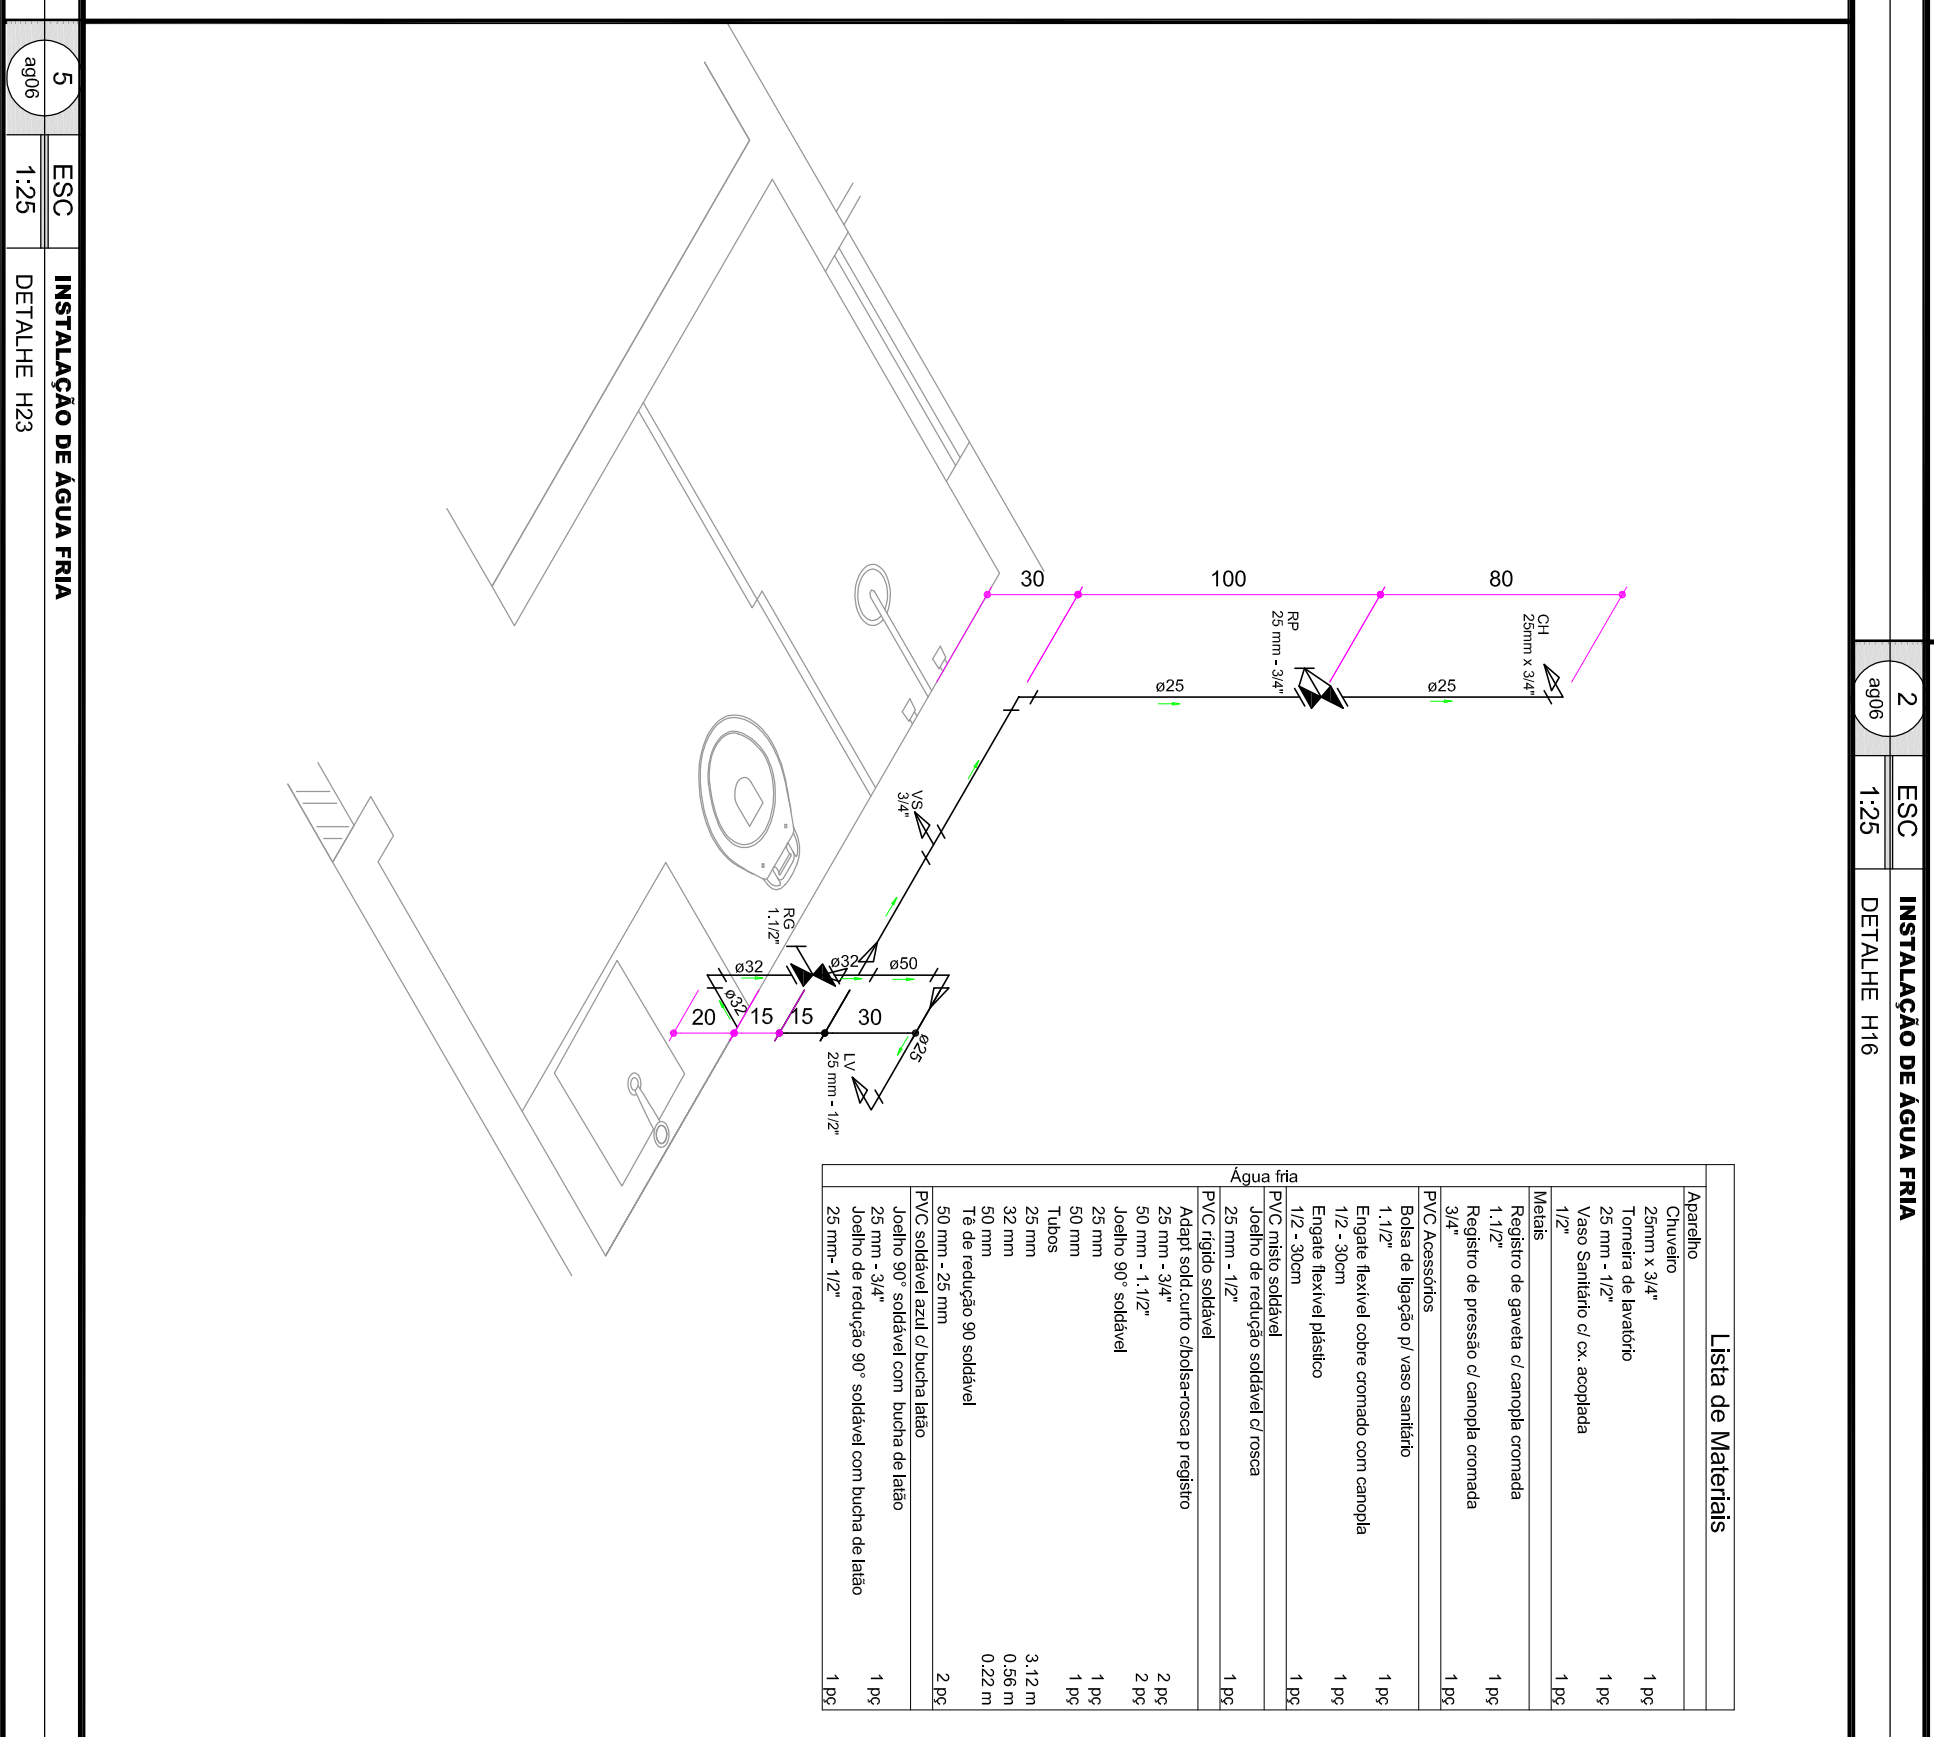 2
ag06
ESC
1:25
INSTALAÇÃO DE ÁGUA FRIA
DETALHE H16
CH
25mm x 3/4"
80
ø25
RP
25 mm - 3/4"
100
ø25
30
VS
3/4"
RG
1.1/2"
ø50
ø32
ø32
ø32
ø25
30
15
15
20
LV
25 mm - 1/2"
Lista de Materiais
Água fria
Aparelho
Chuveiro
25mm x 3/4" 1 pç
Torneira de lavatório
25 mm - 1/2" 1 pç
Vaso Sanitário c/ cx. acoplada
1/2" 1 pç
Metais
Registro de gaveta c/ canopla cromada
1.1/2" 1 pç
Registro de pressão c/ canopla cromada
3/4" 1 pç
PVC Acessórios
Bolsa de ligação p/ vaso sanitário
1.1/2" 1 pç
Engate flexível cobre cromado com canopla
1/2 - 30cm 1 pç
Engate flexível plástico
1/2 - 30cm 1 pç
PVC misto soldável
Joelho de redução soldável c/ rosca
25 mm - 1/2" 1 pç
PVC rígido soldável
Adapt sold.curto c/bolsa-rosca p registro
25 mm - 3/4" 2 pç
50 mm - 1.1/2" 2 pç
Joelho 90° soldável
25 mm 1 pç
50 mm 1 pç
Tubos
25 mm 3.12 m
32 mm 0.56 m
50 mm 0.22 m
Tê de redução 90 soldável
50 mm - 25 mm 2 pç
PVC soldável azul c/ bucha latão
Joelho 90° soldável com bucha de latão
25 mm - 3/4" 1 pç
Joelho de redução 90° soldável com bucha de latão
25 mm- 1/2" 1 pç
5
ag06
ESC
1:25
INSTALAÇÃO DE ÁGUA FRIA
DETALHE H23